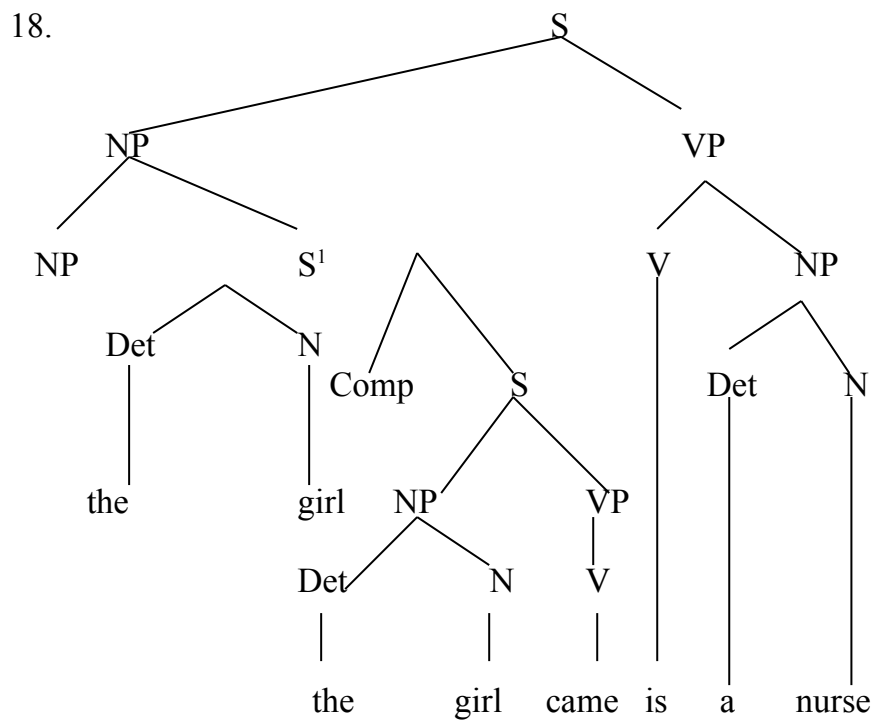 18.
S
NP VP
NP S¹ V NP
Det N
Comp S Det N
the girl NP VP
Det N V
the girl came is a nurse